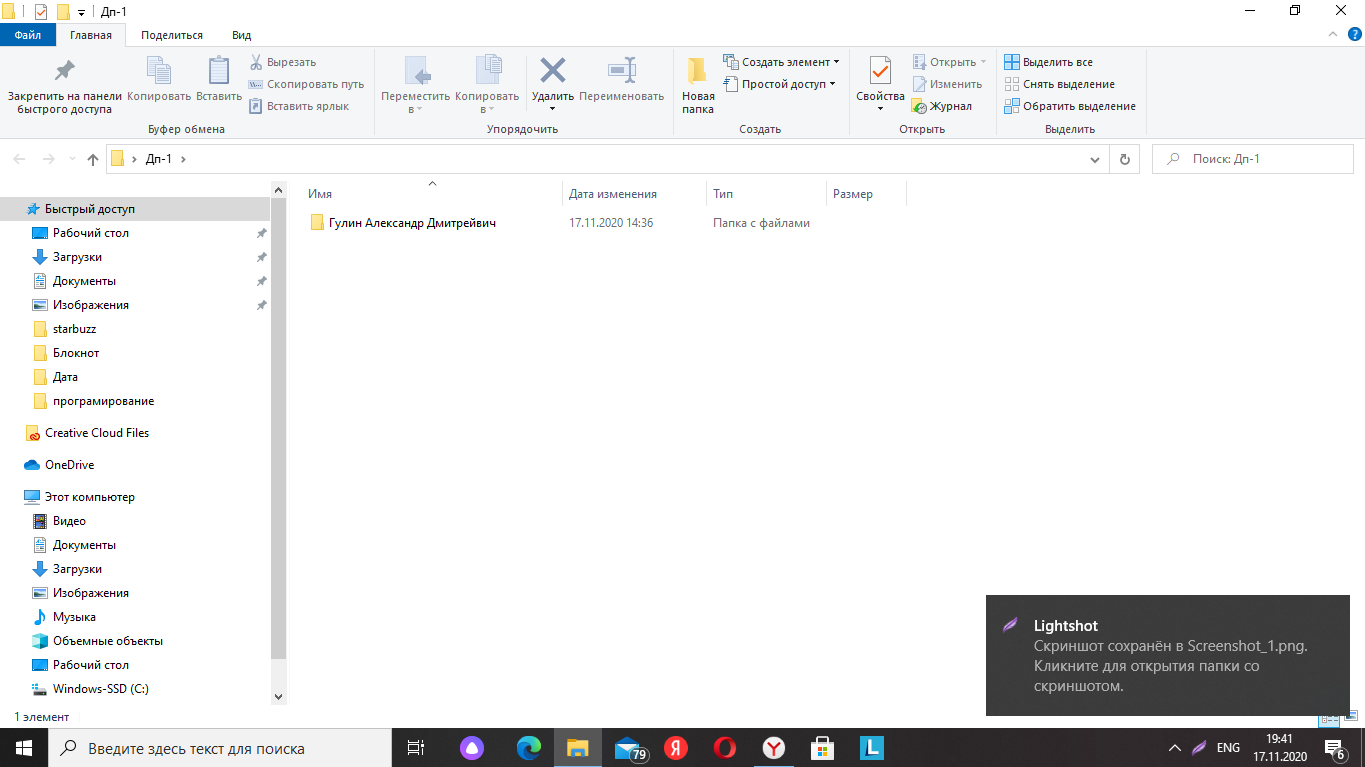 Дп-1
Файл
Главная
Поделиться
Вид
Закрепить на панели
быстрого доступа
Копировать
Вставить
Вырезать
Скопировать путь
Вставить ярлык
Буфер обмена
Переместить
в
Копировать
в
Удалить
Переименовать
Упорядочить
Новая
папка
Создать элемент
Простой доступ
Создать
Свойства
Открыть
Изменить
Журнал
Открыть
Выделить все
Снять выделение
Обратить выделение
Выделить
Дп-1
Поиск: Дп-1
Имя
Дата изменения
Тип
Размер
Гулин Александр Дмитрейвич
17.11.2020 14:36
Папка с файлами
Быстрый доступ
Рабочий стол
Загрузки
Документы
Изображения
starbuzz
Блокнот
Дата
програмирование
Creative Cloud Files
OneDrive
Этот компьютер
Видео
Документы
Загрузки
Изображения
Музыка
Объемные объекты
Рабочий стол
Windows-SSD (C:)
Lightshot
Скриншот сохранён в Screenshot_1.png.
Кликните для открытия папки со
скриншотом.
1 элемент
Введите здесь текст для поиска
79
Я
Y
L
ENG
19:41
17.11.2020
6